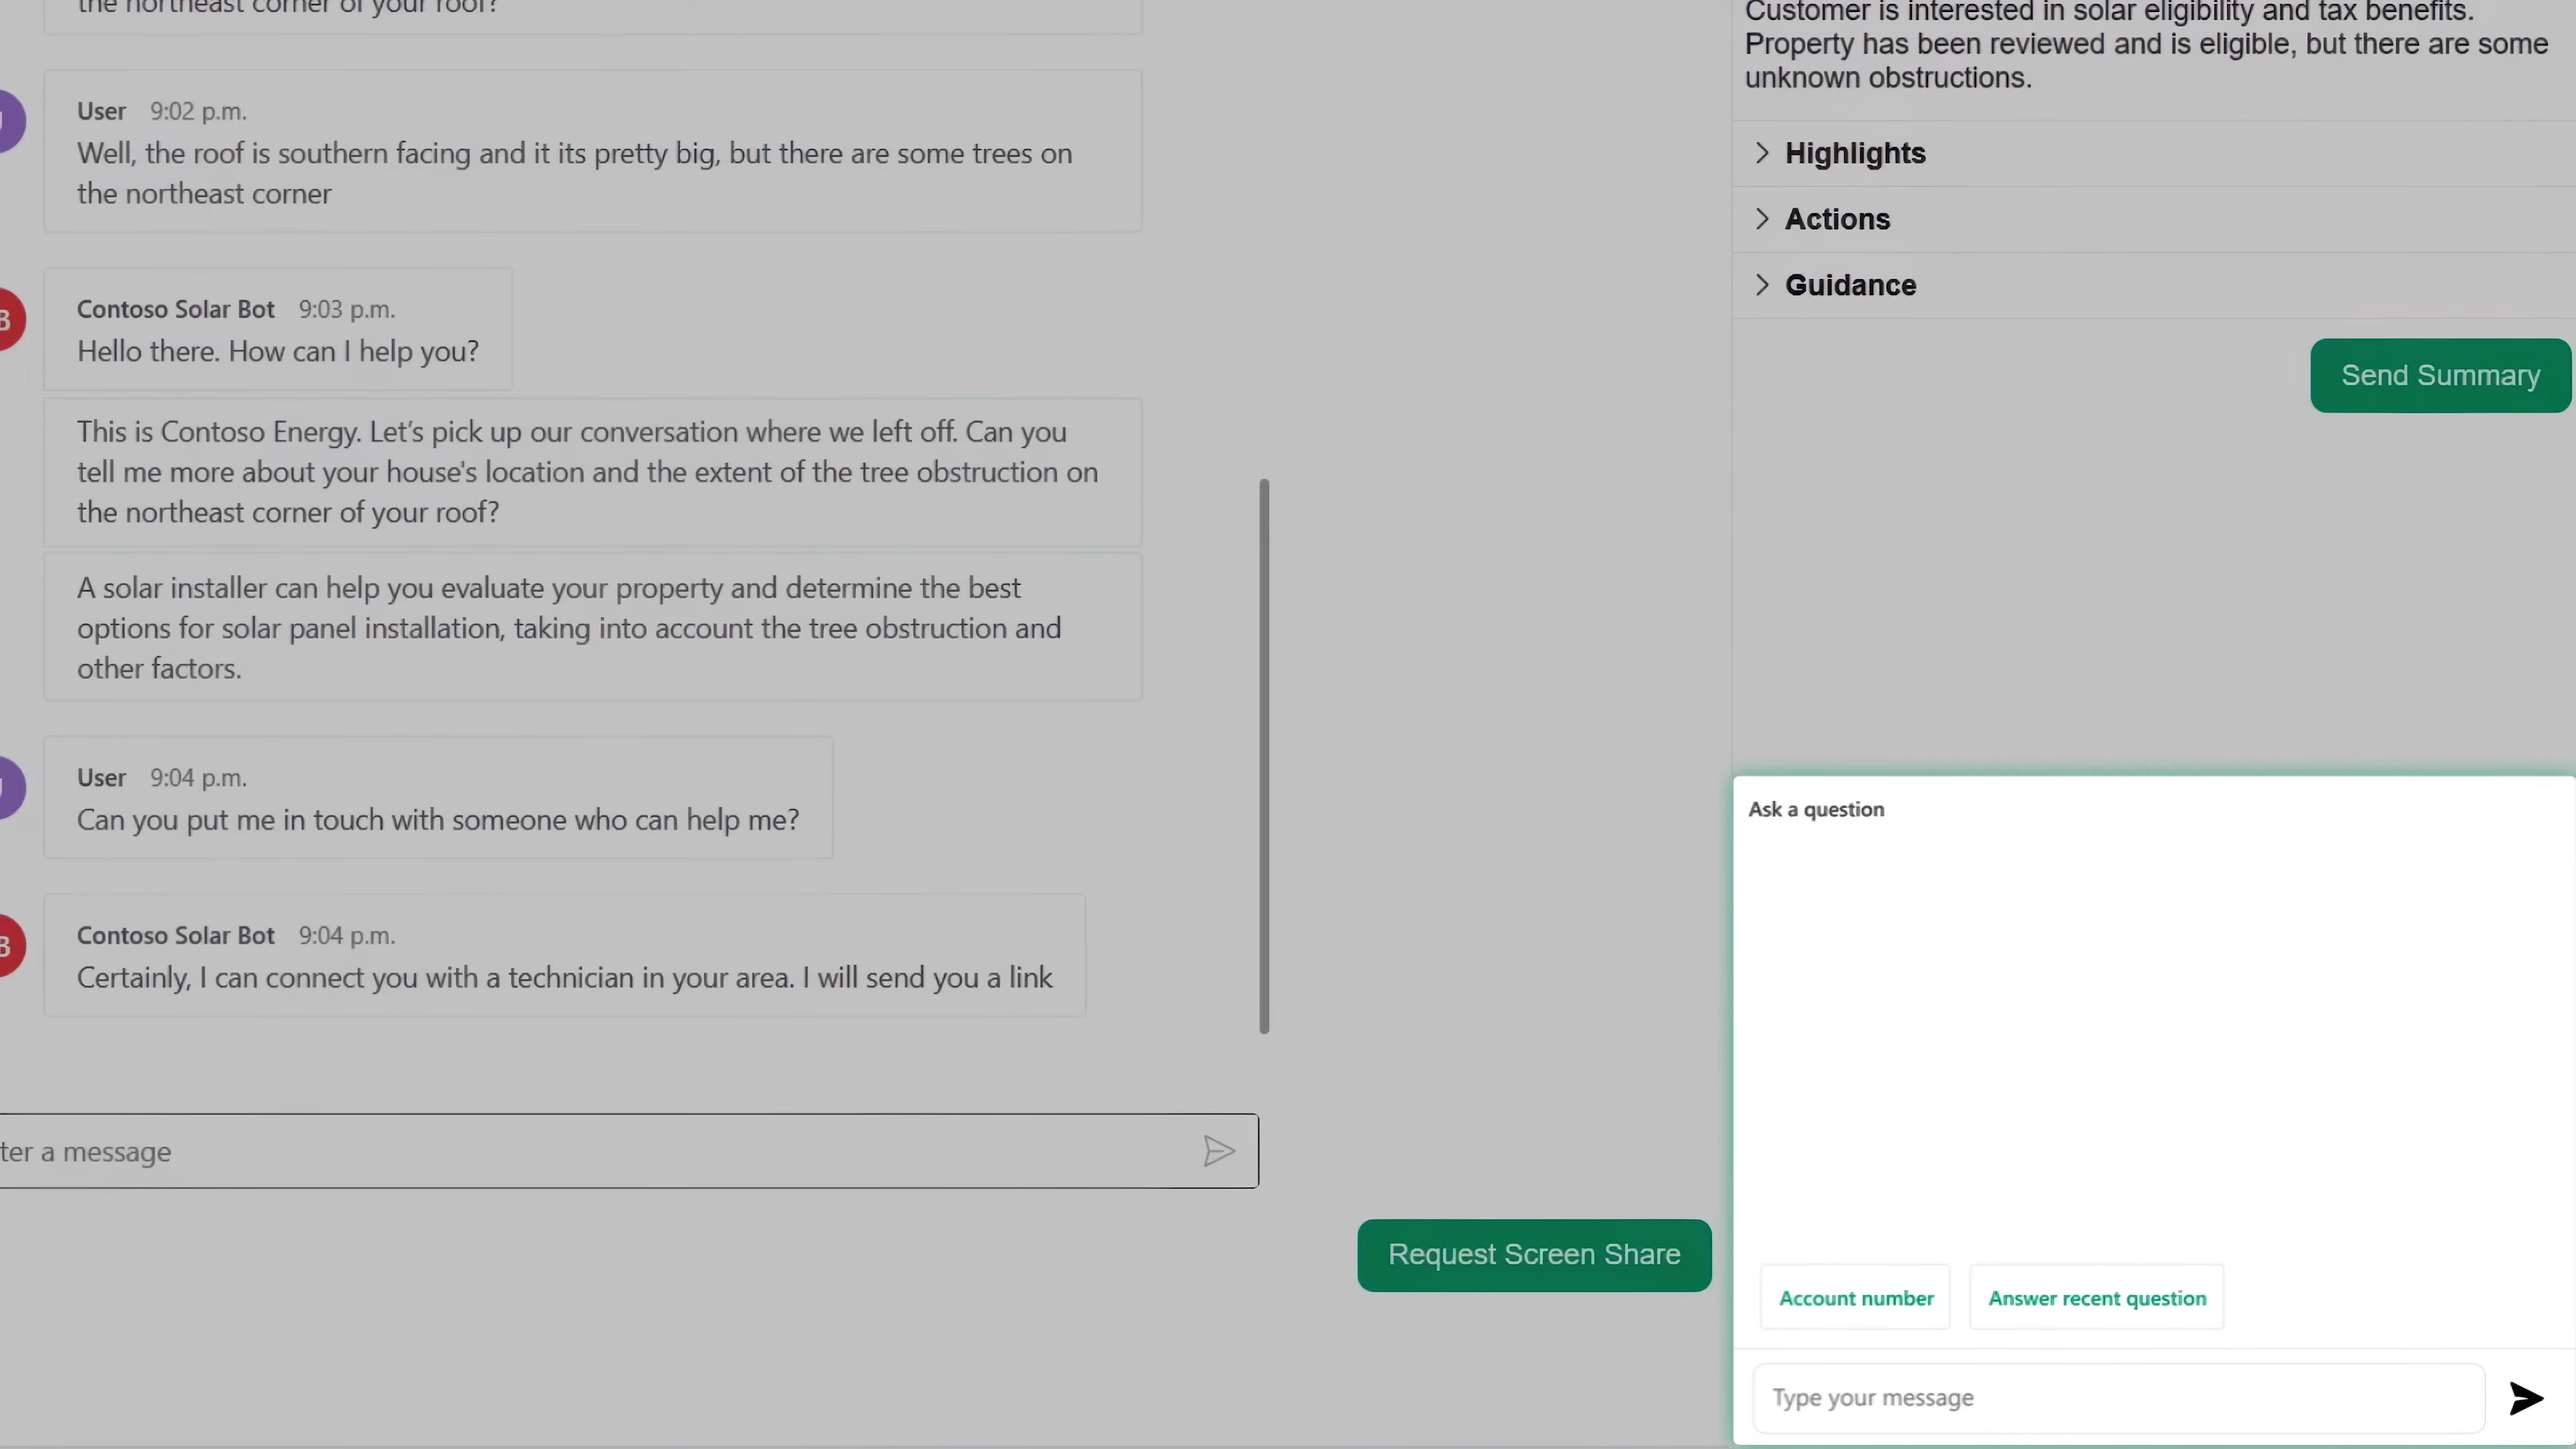 the northeast corner of your roof?
User 9:02 p.m.
Well, the roof is southern facing and it its pretty big, but there are some trees on
the northeast corner
B
Contoso Solar Bot 9:03 p.m.
Hello there. How can I help you?
This is Contoso Energy. Let’s pick up our conversation where we left off. Can you
tell me more about your house's location and the extent of the tree obstruction on
the northeast corner of your roof?
A solar installer can help you evaluate your property and determine the best
options for solar panel installation, taking into account the tree obstruction and
other factors.
User 9:04 p.m.
Can you put me in touch with someone who can help me?
B
Contoso Solar Bot 9:04 p.m.
Certainly, I can connect you with a technician in your area. I will send you a link
ter a message
Request Screen Share
Customer is interested in solar eligibility and tax benefits.
Property has been reviewed and is eligible, but there are some
unknown obstructions.
Highlights
Actions
Guidance
Send Summary
Ask a question
Account number
Answer recent question
Type your message